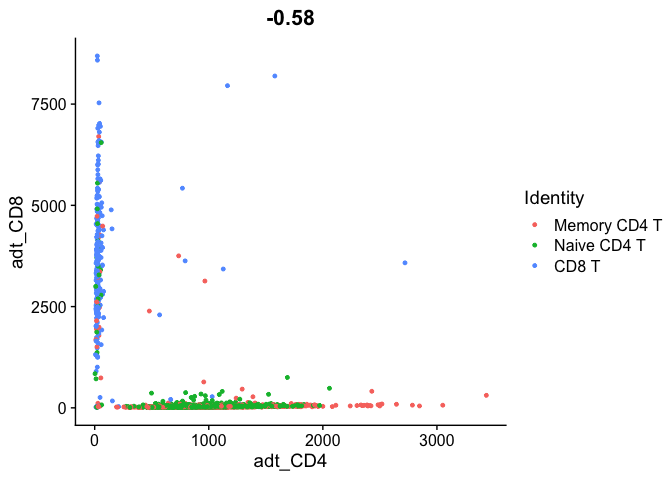 -0.58
adt_CD8
7500
5000
2500
0
0 1000 2000 3000
adt_CD4
Identity
Memory CD4 T
Naive CD4 T
CD8 T